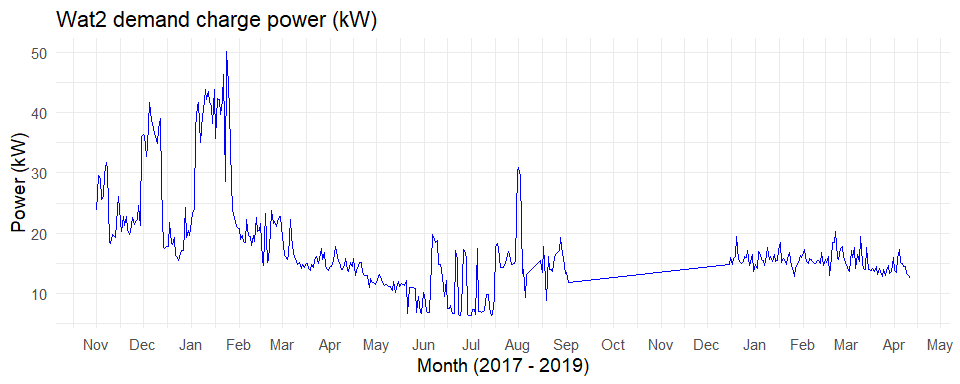 Wat2 demand charge power (kW)
Power (kW)
50
40
30
20
10
Nov Dec Jan Feb Mar Apr May Jun Jul Aug Sep Oct Nov Dec Jan Feb Mar Apr May
Month (2017 - 2019)